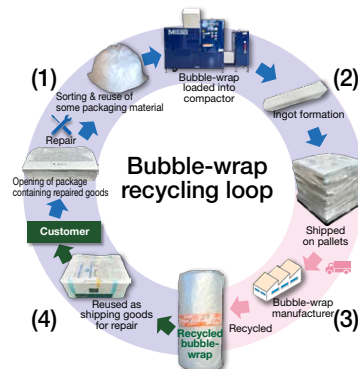 (1)
Sorting & reuse of
some packaging material
Bubble-wrap
loaded into
compactor
(2)
Ingot formation
Repair
Opening of package
containing repaired goods
Bubble-wrap
recycling loop
Shipped
on pallets
Customer
(4)
Reused as
shipping goods
for repair
Recycled
bubble-
wrap
Recycled
Bubble-wrap
manufacturer
(3)